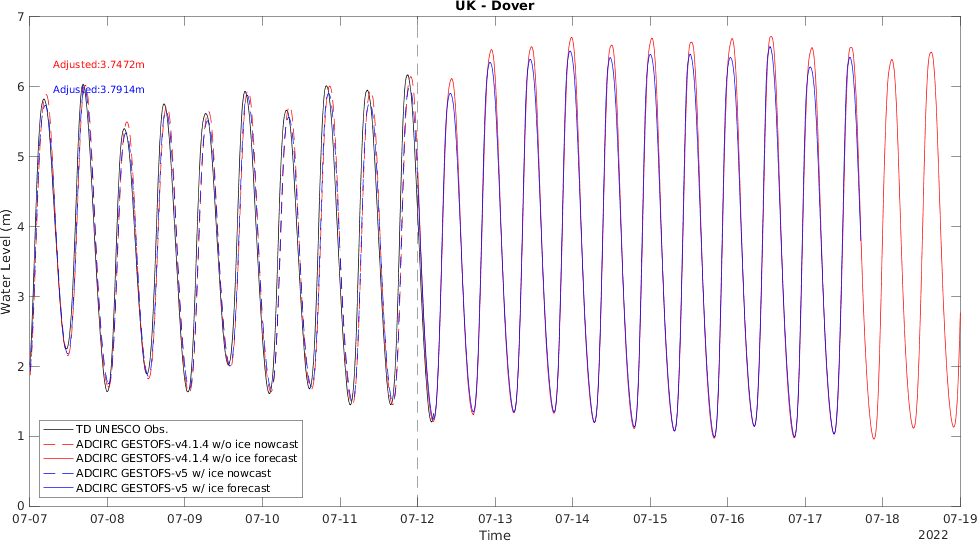 UK - Dover
7
6
5
4
3
2
1
0
Water Level (m)
Adjusted:3.7472m
Adjusted:3.7914m
TD UNESCO Obs.
ADCIRC GESTOFS-v4.1.4 w/o ice nowcast
ADCIRC GESTOFS-v4.1.4 w/o ice forecast
ADCIRC GESTOFS-v5 w/ ice nowcast
ADCIRC GESTOFS-v5 w/ ice forecast
07-07 07-08 07-09 07-10 07-11 07-12 07-13 07-14 07-15 07-16 07-17 07-18 07-19
Time
2022